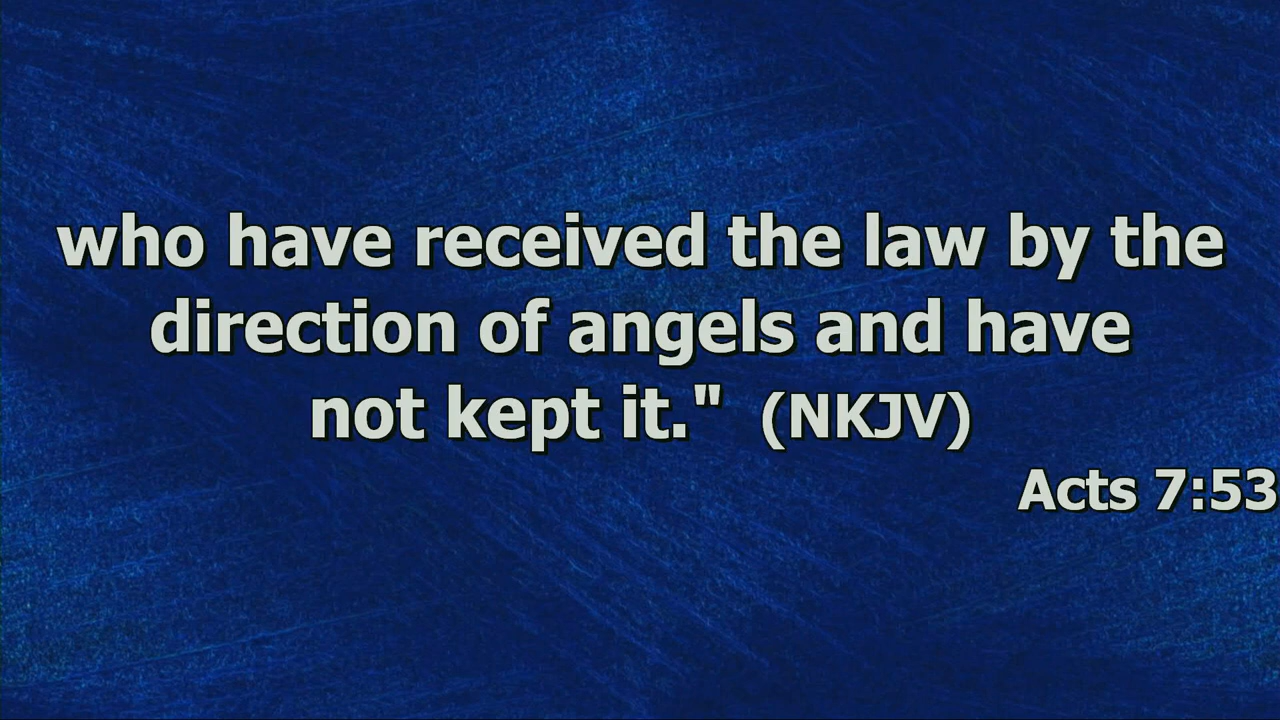 who have received the law by the
direction of angels and have
not kept it." (NKJV)
Acts 7:53